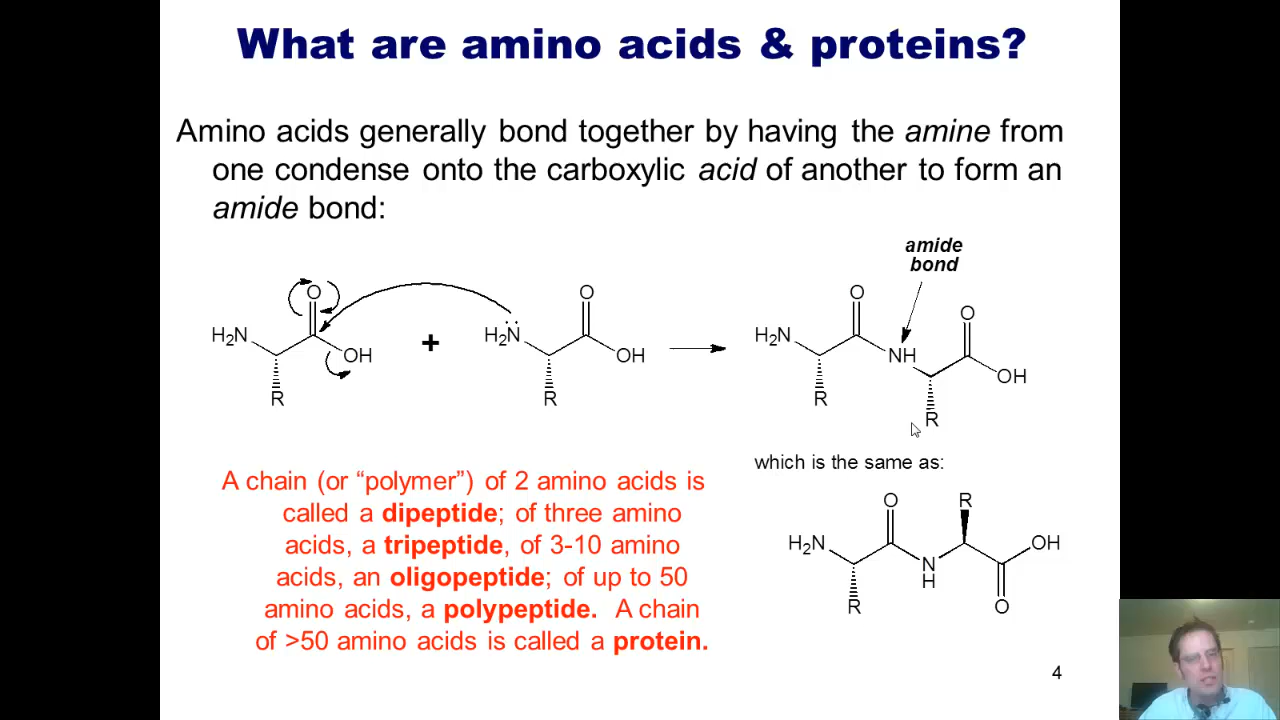 What are amino acids & proteins?
Amino acids generally bond together by having the amine from
one condense onto the carboxylic acid of another to form an
amide bond:
amide
bond
O
H₂N
OH
R
+
O
H₂N
OH
R
O
H₂N
NH
R
O
OH
R
which is the same as:
A chain (or “polymer”) of 2 amino acids is
called a dipeptide; of three amino
acids, a tripeptide, of 3-10 amino
acids, an oligopeptide; of up to 50
amino acids, a polypeptide. A chain
of >50 amino acids is called a protein.
O
R
H₂N
OH
N
H
R
O
4